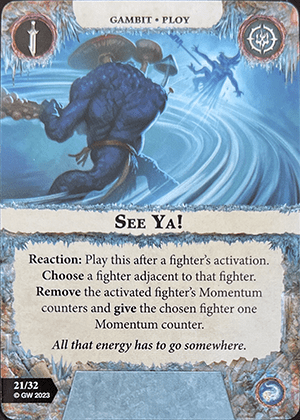 GAMBIT • PLOY
SEE YA!
Reaction: Play this after a fighter's activation.
Choose a fighter adjacent to that fighter.
Remove the activated fighter's Momentum
counters and give the chosen fighter one
Momentum counter.
All that energy has to go somewhere.
21/32
© GW 2023